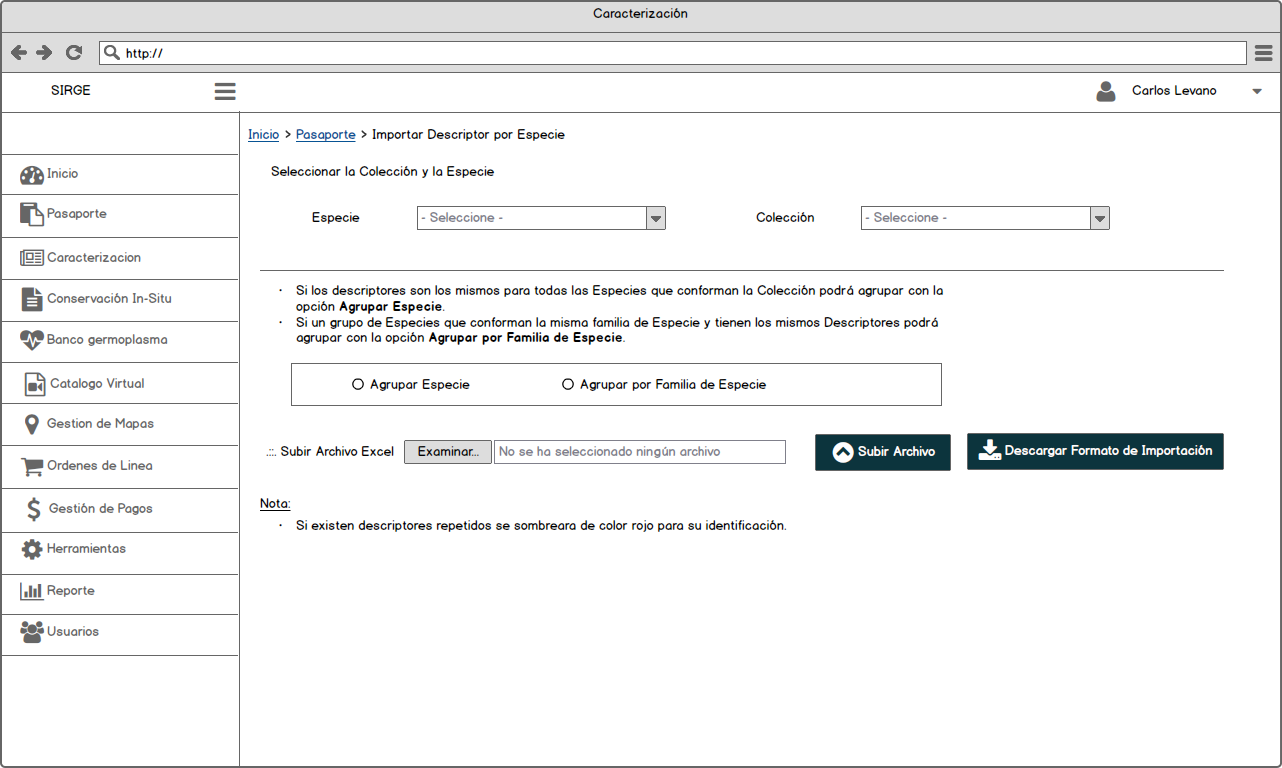 Caracterización
http://
SIRGE
Carlos Levano
Inicio > Pasaporte > Importar Descriptor por Especie
Seleccionar la Colección y la Especie
Especie
- Seleccione -
Colección
- Seleccione -
· Si los descriptores son los mismos para todas las Especies que conforman la Colección podrá agrupar con la
opción Agrupar Especie.
· Si un grupo de Especies que conforman la misma familia de Especie y tienen los mismos Descriptores podrá
agrupar con la opción Agrupar por Familia de Especie.
Agrupar Especie
Agrupar por Familia de Especie
.::. Subir Archivo Excel
Examinar...
No se ha seleccionado ningún archivo
Subir Archivo
Descargar Formato de Importación
Nota:
· Si existen descriptores repetidos se sombreara de color rojo para su identificación.
Inicio
Pasaporte
Caracterizacion
Conservación In-Situ
Banco germoplasma
Catalogo Virtual
Gestion de Mapas
Ordenes de Linea
Gestión de Pagos
Herramientas
Reporte
Usuarios